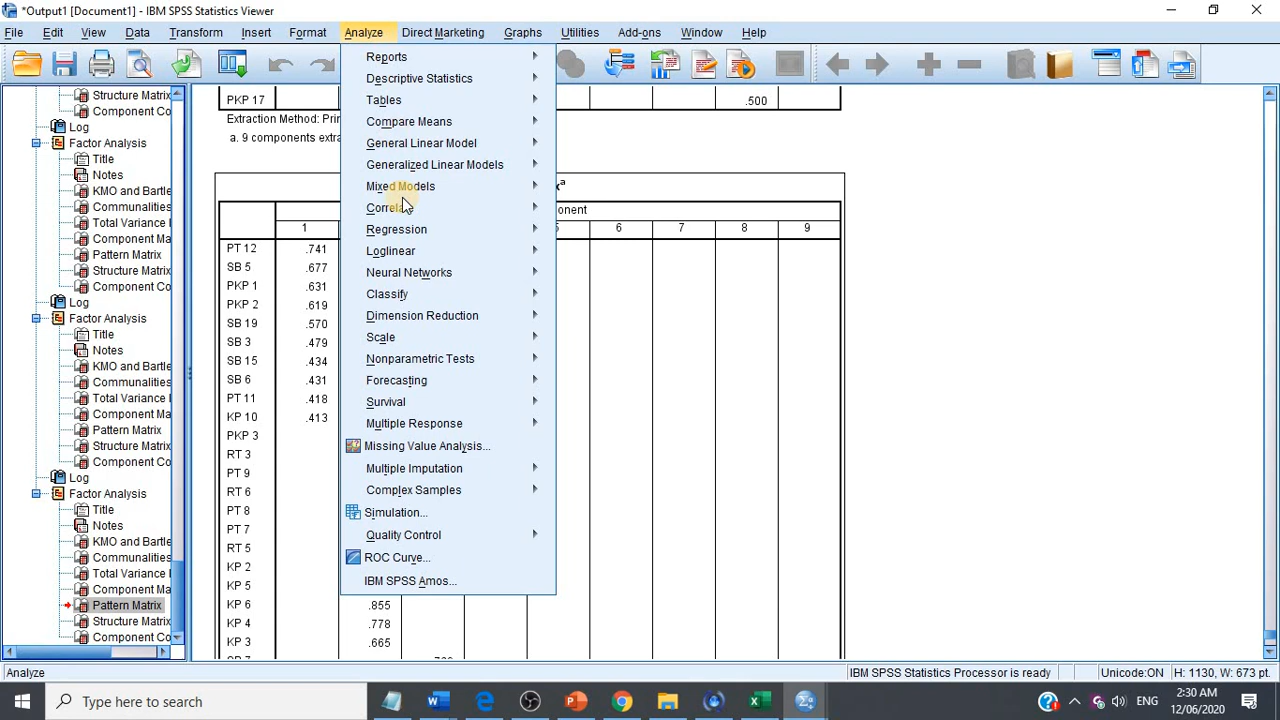 *Output1 [Document1] - IBM SPSS Statistics Viewer
File Edit View Data Transform Insert Format Analyze Direct Marketing Graphs Utilities Add-ons Window Help
Structure Matrix
Component Co
Log
Factor Analysis
Title
Notes
KMO and Bartle
Communalities
Total Variance
Component Ma
Pattern Matrix
Structure Matrix
Component Co
Log
Factor Analysis
Title
Notes
KMO and Bartle
Communalities
Total Variance
Component Ma
Pattern Matrix
Structure Matrix
Component Co
Log
Factor Analysis
Title
Notes
KMO and Bartle
Communalities
Total Variance
Component Ma
Pattern Matrix
Structure Matrix
Component Co
Reports
Descriptive Statistics
Tables
Compare Means
General Linear Model
Generalized Linear Models
Mixed Models
Regression
Loglinear
Neural Networks
Classify
Dimension Reduction
Scale
Nonparametric Tests
Forecasting
Survival
Multiple Response
Missing Value Analysis...
Multiple Imputation
Complex Samples
Simulation...
Quality Control
ROC Curve...
IBM SPSS Amos...
PKP 17 .500
Extraction Method: Prin
a. 9 components extra
xa
onent
1 6 7 8 9
PT 12 .741
SB 5 .677
PKP 1 .631
PKP 2 .619
SB 19 .570
SB 3 .479
SB 15 .434
SB 6 .431
PT 11 .418
KP 10 .413
PKP 3
RT 3
PT 9
RT 6
PT 8
PT 7
RT 5
KP 2
KP 5
KP 6 .855
KP 4 .778
KP 3 .665
Analyze IBM SPSS Statistics Processor is ready Unicode:ON H: 1130, W: 673 pt.
Type here to search
ENG
2:30 AM
12/06/2020